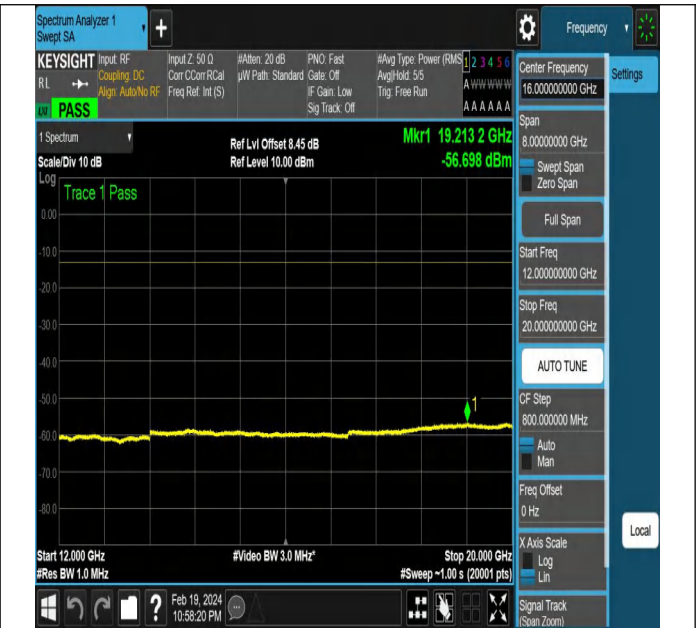 Spectrum Analyzer 1
Swept SA
+
Frequency
KEYSIGHT
RL
PASS
Input: RF
Coupling: DC
Align: Auto/No RF
Input Z: 50 Ω
Corr CCorr RCal
Freq Ref: Int (S)
#Atten: 20 dB
µW Path: Standard
PNO: Fast
Gate: Off
IF Gain: Low
Sig Track: Off
#Avg Type: Power (RMS
Avg|Hold: 5/5
Trig: Free Run
1 2 3 4 5 6
A W W W W W
A A A A A A
1 Spectrum
Scale/Div 10 dB
Ref Lvl Offset 8.45 dB
Ref Level 10.00 dBm
Mkr1 19.213 2 GHz
-56.698 dBm
Log
Trace 1 Pass
0.00
-10.0
-20.0
-30.0
-40.0
-50.0
-60.0
-70.0
-80.0
1
Start 12.000 GHz
#Res BW 1.0 MHz
#Video BW 3.0 MHz*
Stop 20.000 GHz
#Sweep ~1.00 s (20001 pts)
Center Frequency
16.000000000 GHz
Settings
Span
8.00000000 GHz
Swept Span
Zero Span
Full Span
Start Freq
12.000000000 GHz
Stop Freq
20.000000000 GHz
AUTO TUNE
CF Step
800.000000 MHz
Auto
Man
Freq Offset
0 Hz
X Axis Scale
Log
Lin
Local
Signal Track
(Span Zoom)
?
Feb 19, 2024
10:58:20 PM